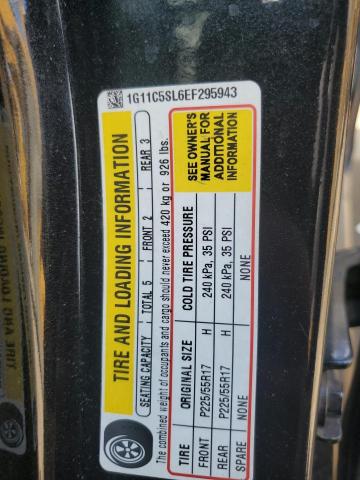 1G11C5SL6EF295943
TIRE AND LOADING INFORMATION
SEATING CAPACITY TOTAL 5 FRONT 2 REAR 3
The combined weight of occupants and cargo should never exceed 420 kg or 926 lbs.
TIRE ORIGINAL SIZE COLD TIRE PRESSURE
FRONT P225/55R17 H 240 kPa, 35 PSI
REAR P225/55R17 H 240 kPa, 35 PSI
SPARE NONE NONE
SEE OWNER'S
MANUAL FOR
ADDITIONAL
INFORMATION